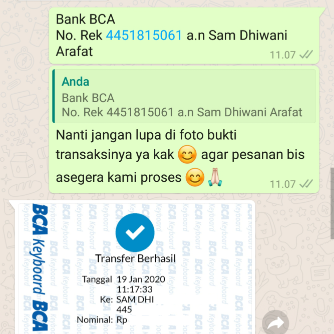 Bank BCA
No. Rek 4451815061 a.n Sam Dhiwani
Arafat
11.07
Anda
Bank BCA
No. Rek 4451815061 a.n Sam Dhiwani Arafat
Nanti jangan lupa di foto bukti
transaksinya ya kak 😊 agar pesanan bis
asegera kami proses 😊🙏🏻
11.07
BCA Keyboard BCA
Transfer Berhasil
Tanggal 19 Jan 2020
11:17:33
Ke: SAM DHI
445
Nominal: Rp